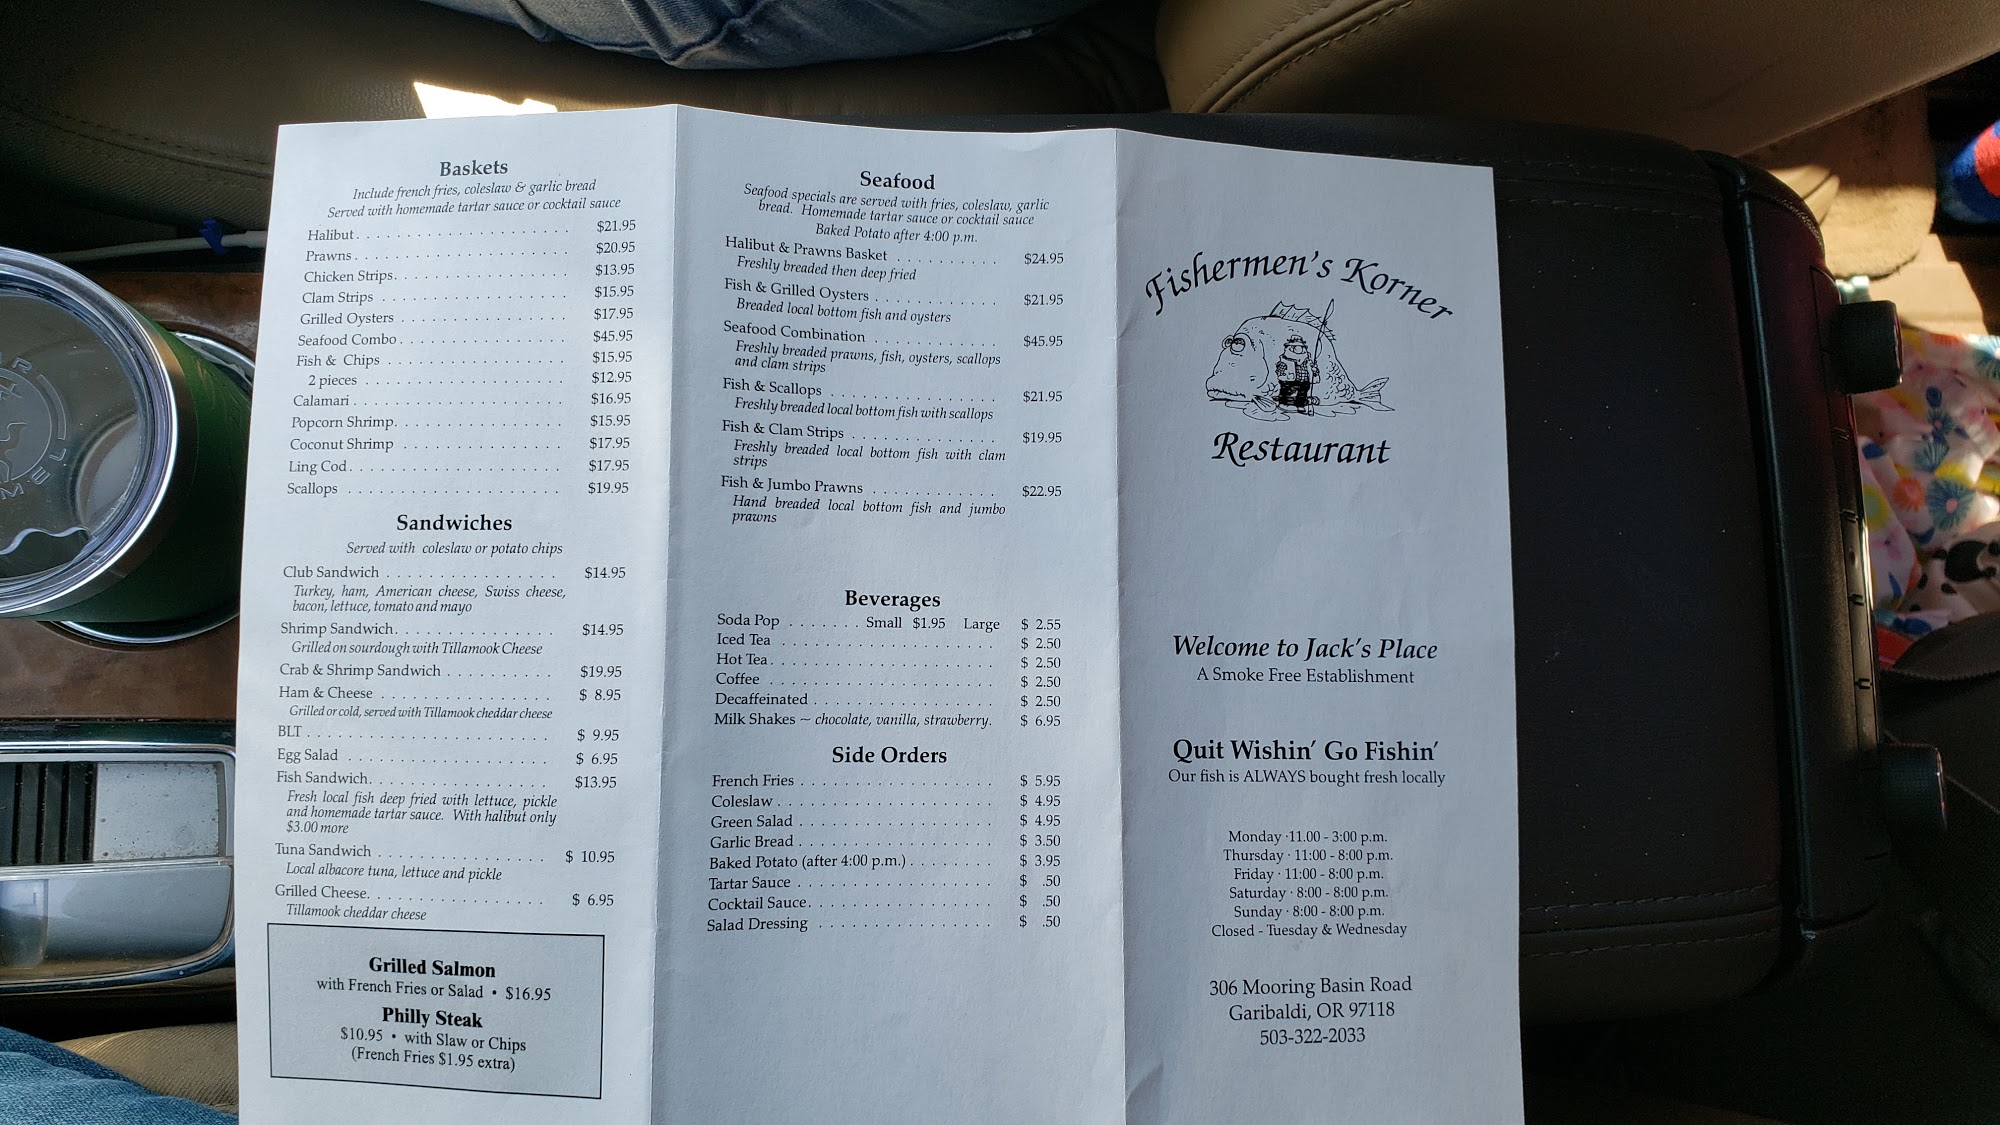 Baskets
Include french fries, coleslaw & garlic bread
Served with homemade tartar sauce or cocktail sauce
Halibut . . . . . . . . . . . . . . . . . . . . . $21.95
Prawns . . . . . . . . . . . . . . . . . . . . . $20.95
Chicken Strips. . . . . . . . . . . . . . . . . . $13.95
Clam Strips . . . . . . . . . . . . . . . . . . $15.95
Grilled Oysters . . . . . . . . . . . . . . . . $17.95
Seafood Combo . . . . . . . . . . . . . . . . . $45.95
Fish & Chips . . . . . . . . . . . . . . . . . $15.95
2 pieces . . . . . . . . . . . . . . . . . . . $12.95
Calamari . . . . . . . . . . . . . . . . . . . . $16.95
Popcorn Shrimp. . . . . . . . . . . . . . . . . $15.95
Coconut Shrimp . . . . . . . . . . . . . . . . $17.95
Ling Cod . . . . . . . . . . . . . . . . . . . . $17.95
Scallops . . . . . . . . . . . . . . . . . . . . $19.95
Sandwiches
Served with coleslaw or potato chips
Club Sandwich . . . . . . . . . . . . . . . . $14.95
Turkey, ham, American cheese, Swiss cheese,
bacon, lettuce, tomato and mayo
Shrimp Sandwich. . . . . . . . . . . . . . . $14.95
Grilled on sourdough with Tillamook Cheese
Crab & Shrimp Sandwich . . . . . . . . . . $19.95
Ham & Cheese . . . . . . . . . . . . . . . . $ 8.95
Grilled or cold, served with Tillamook cheddar cheese
BLT . . . . . . . . . . . . . . . . . . . . . . . $ 9.95
Egg Salad . . . . . . . . . . . . . . . . . . . $ 6.95
Fish Sandwich. . . . . . . . . . . . . . . . . $13.95
Fresh local fish deep fried with lettuce, pickle
and homemade tartar sauce. With halibut only
$3.00 more
Tuna Sandwich . . . . . . . . . . . . . . . . $ 10.95
Local albacore tuna, lettuce and pickle
Grilled Cheese. . . . . . . . . . . . . . . . . $ 6.95
Tillamook cheddar cheese
Grilled Salmon
with French Fries or Salad • $16.95
Philly Steak
$10.95 • with Slaw or Chips
(French Fries $1.95 extra)
Seafood
Seafood specials are served with fries, coleslaw, garlic
bread. Homemade tartar sauce or cocktail sauce
Baked Potato after 4:00 p.m.
Halibut & Prawns Basket . . . . . . . . . . $24.95
Freshly breaded then deep fried
Fish & Grilled Oysters . . . . . . . . . . . . $21.95
Breaded local bottom fish and oysters
Seafood Combination . . . . . . . . . . . . $45.95
Freshly breaded prawns, fish, oysters, scallops
and clam strips
Fish & Scallops . . . . . . . . . . . . . . . . $21.95
Freshly breaded local bottom fish with scallops
Fish & Clam Strips . . . . . . . . . . . . . . $19.95
Freshly breaded local bottom fish with clam
strips
Fish & Jumbo Prawns . . . . . . . . . . . . $22.95
Hand breaded local bottom fish and jumbo
prawns
Beverages
Soda Pop . . . . . . . Small $1.95 Large $ 2.55
Iced Tea . . . . . . . . . . . . . . . . . . . . $ 2.50
Hot Tea . . . . . . . . . . . . . . . . . . . . . $ 2.50
Coffee . . . . . . . . . . . . . . . . . . . . . $ 2.50
Decaffeinated . . . . . . . . . . . . . . . . . $ 2.50
Milk Shakes ~ chocolate, vanilla, strawberry. $ 6.95
Side Orders
French Fries . . . . . . . . . . . . . . . . . . $ 5.95
Coleslaw . . . . . . . . . . . . . . . . . . . . $ 4.95
Green Salad . . . . . . . . . . . . . . . . . . $ 4.95
Garlic Bread . . . . . . . . . . . . . . . . . . $ 3.50
Baked Potato (after 4:00 p.m.) . . . . . . . . $ 3.95
Tartar Sauce . . . . . . . . . . . . . . . . . . $ .50
Cocktail Sauce. . . . . . . . . . . . . . . . . $ .50
Salad Dressing . . . . . . . . . . . . . . . . $ .50
Fishermen's Korner
Restaurant
Welcome to Jack's Place
A Smoke Free Establishment
Quit Wishin' Go Fishin'
Our fish is ALWAYS bought fresh locally
Monday · 11.00 - 3:00 p.m.
Thursday · 11:00 - 8:00 p.m.
Friday · 11:00 - 8:00 p.m.
Saturday · 8:00 - 8:00 p.m.
Sunday · 8:00 - 8:00 p.m.
Closed - Tuesday & Wednesday
306 Mooring Basin Road
Garibaldi, OR 97118
503-322-2033